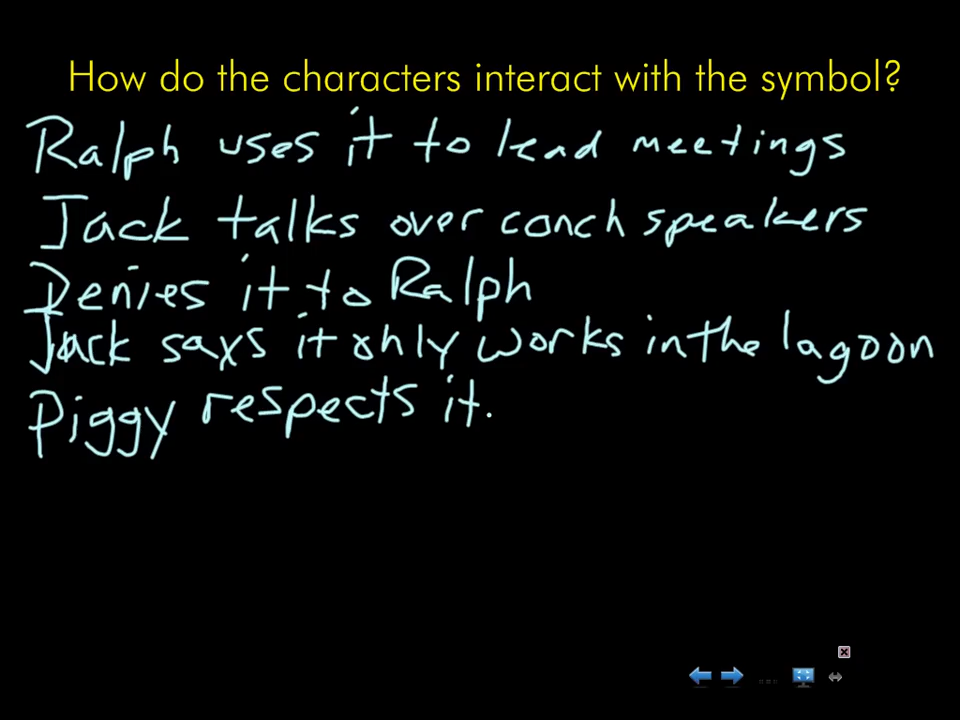 How do the characters interact with the symbol?
Ralph uses it to lead meetings
Jack talks over conch speakers
Denies it to Ralph
Jack says it only works in the lagoon
Piggy respects it.